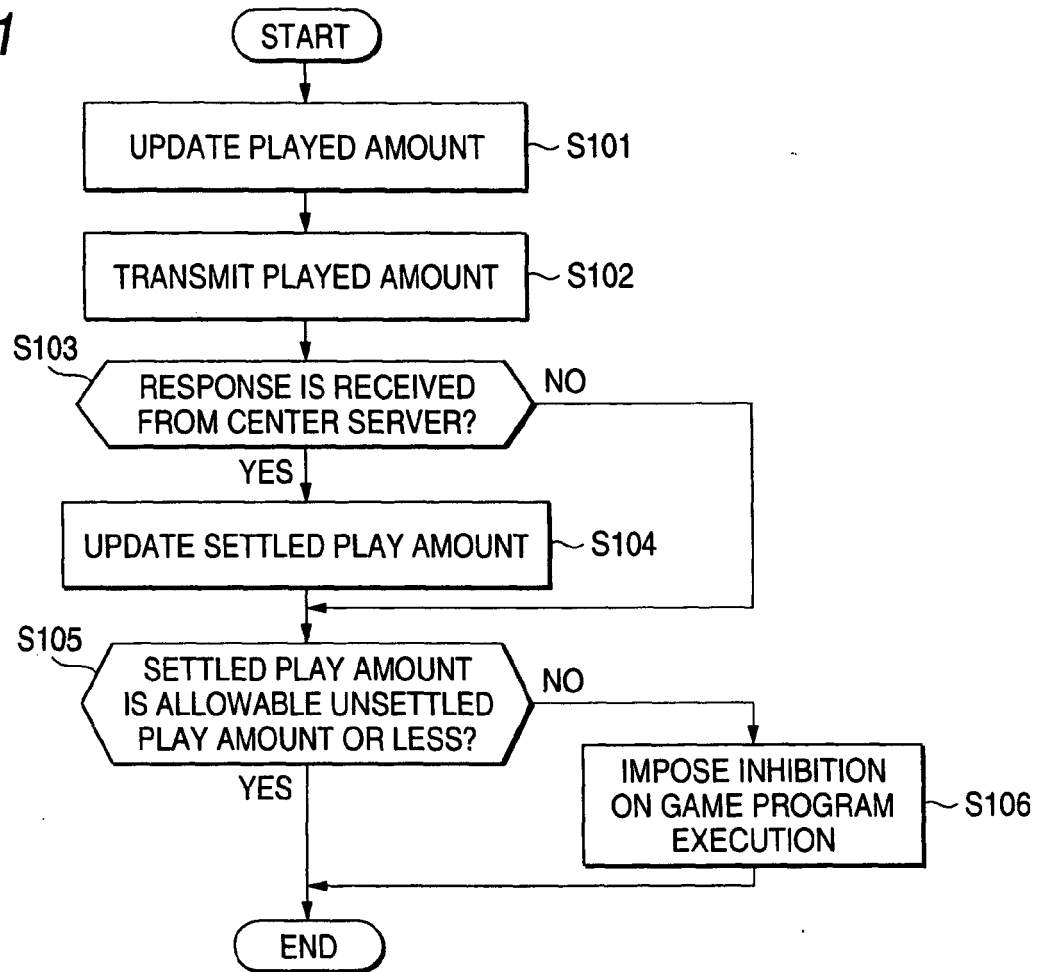 1
START
UPDATE PLAYED AMOUNT
S101
TRANSMIT PLAYED AMOUNT
S102
S103
RESPONSE IS RECEIVED
FROM CENTER SERVER?
NO
YES
UPDATE SETTLED PLAY AMOUNT
S104
S105
SETTLED PLAY AMOUNT
IS ALLOWABLE UNSETTLED
PLAY AMOUNT OR LESS?
NO
YES
IMPOSE INHIBITION
ON GAME PROGRAM
EXECUTION
S106
END